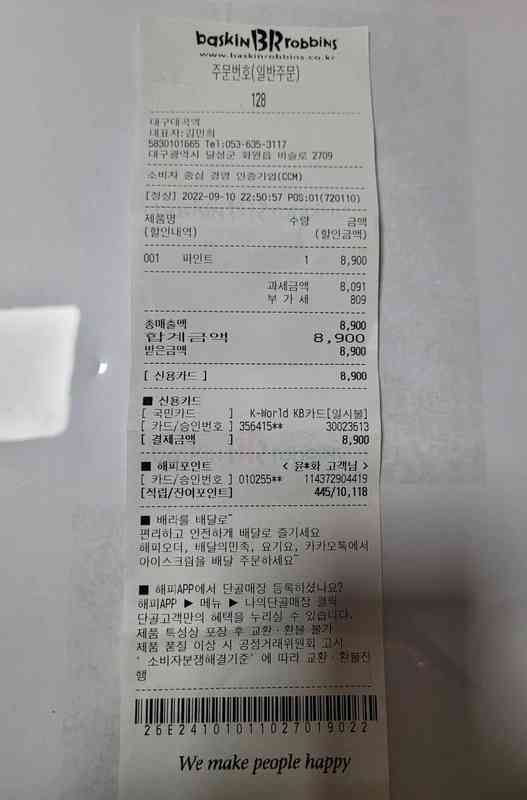 baskin BR robbins
www.baskinrobbins.co.kr
주문번호(일반주문)
128
대구대곡역
대표자:김민희
5830101665 Tel:053-635-3117
대구광역시 달성군 화원읍 비슬로 2709
소비자 중심 경영 인증기업(CCM)
[정상] 2022-09-10 22:50:57 POS:01(720110)
제품명 수량 금액
(할인내역) (할인금액)
001 파인트 1 8,900
과세금액 8,091
부 가 세 809
총매출액 8,900
합계금액 8,900
받은금액 8,900
[ 신용카드 ] 8,900
■ 신용카드
[ 국민카드 ] K-World KB카드[일시불]
[ 카드/승인번호 ] 356415** 30023613
[ 결제금액 ] 8,900
■ 해피포인트 < 윤*화 고객님 >
[ 카드/승인번호 ] 010255** 114372904419
[적립/잔여포인트] 445/10,118
■ 배라를 배달로~
편리하고 안전하게 배달로 즐기세요
해피오더, 배달의민족, 요기요, 카카오톡에서
아이스크림을 배달 주문하세요~
■ 해피APP에서 단골매장 등록하셨나요?
해피APP ▶ 메뉴 ▶ 나의단골매장 클릭
단골고객만의 혜택을 누리실 수 있습니다.
제품 특성상 포장 후 교환·환불 불가
제품 품질 이상 시 공정거래위원회 고시
' 소비자분쟁해결기준' 에 따라 교환·환불진
행
26E2410101102701902 2
We make people happy